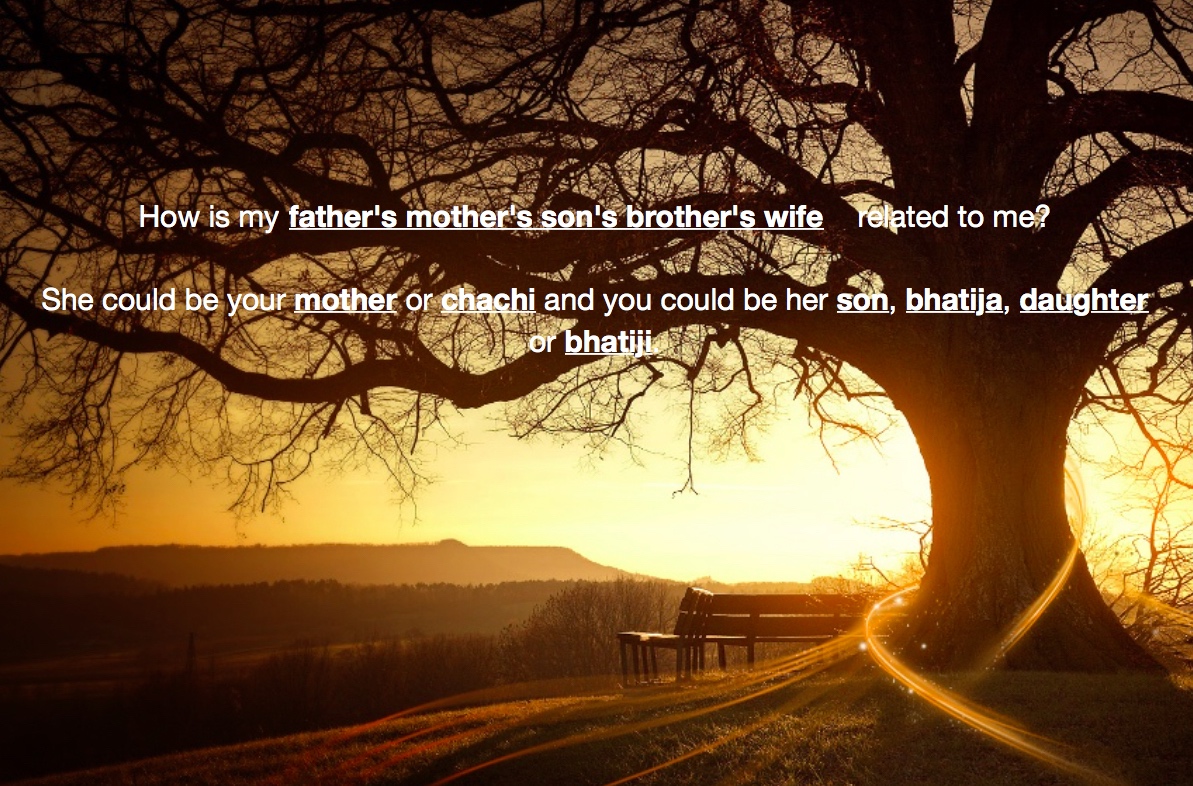 How is my father's mother's son's brother's wife related to me?
She could be your mother or chachi and you could be her son, bhatija, daughter
or bhatiji